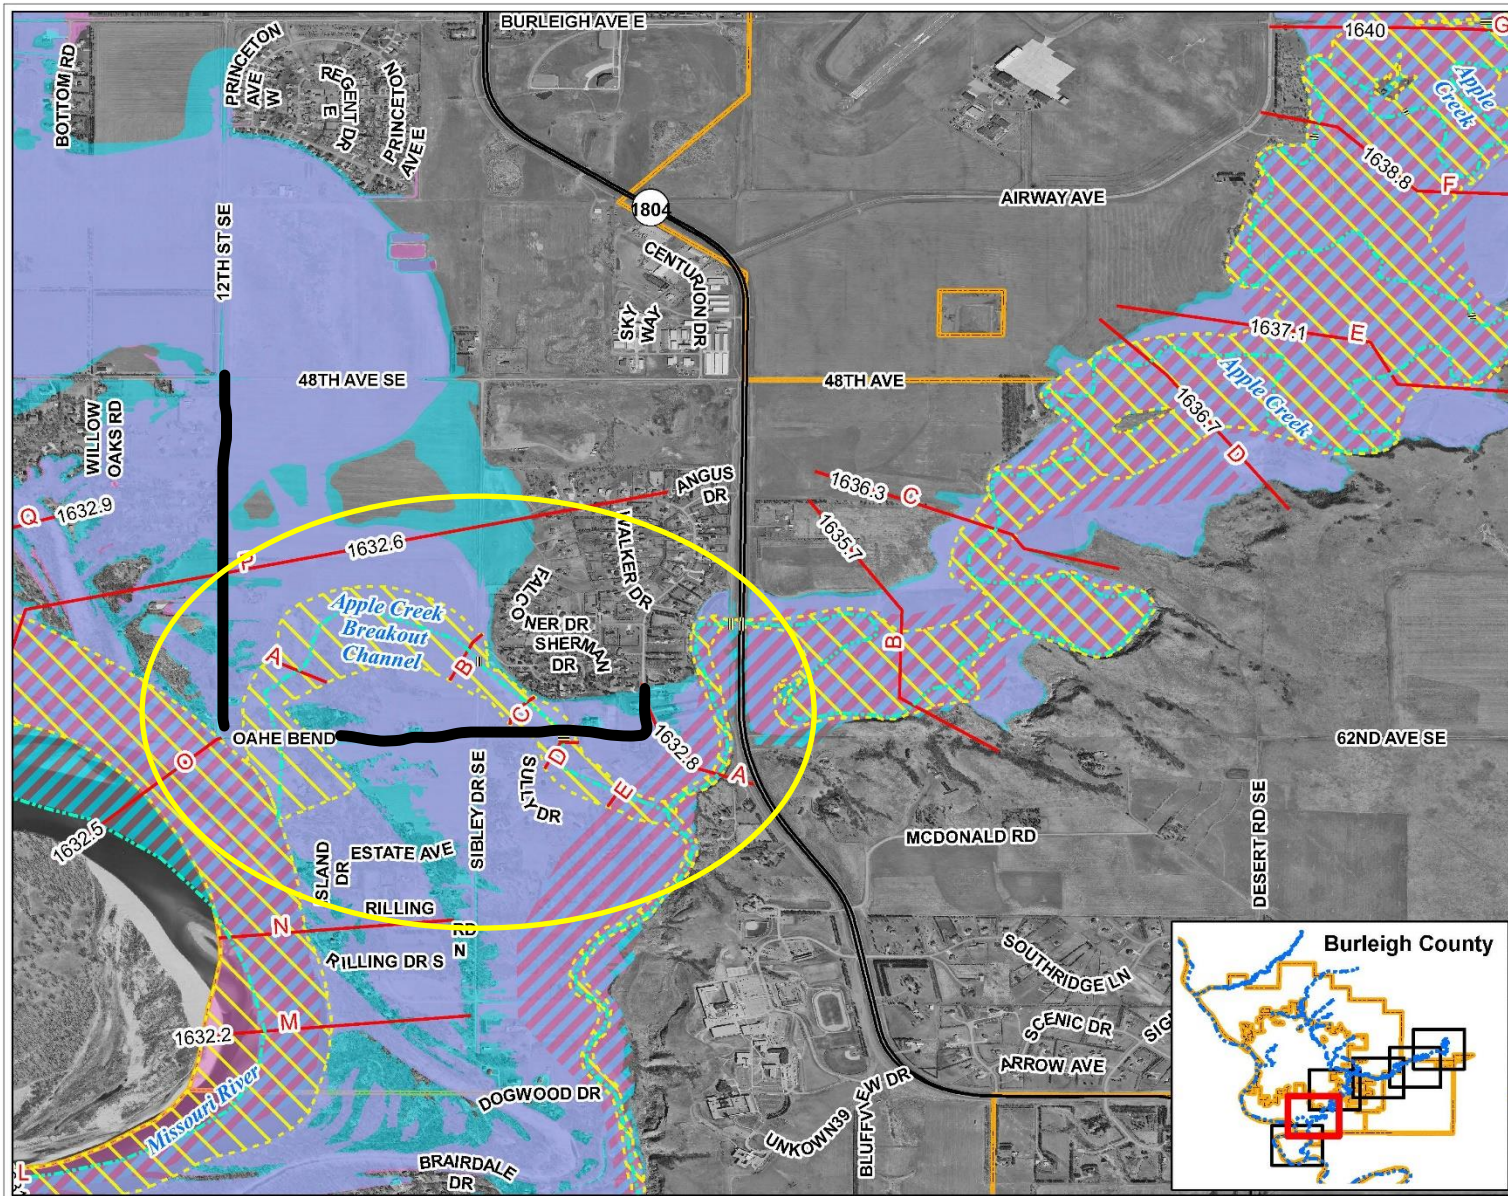 BURLEIGH AVE E
1640
G
BOTTOM RD
PRINCETON
AVE
W
REGENT DR
E
NORTH
PRINCETON
AVE E
Apple
Creek
1638.8
F
AIRWAY AVE
1804
12TH ST SE
CENTURION DR
SKY
WAY
1637.1
E
48TH AVE SE
48TH AVE
Apple Creek
1636.7
D
WILLOW
OAKS RD
ANGUS
DR
1636.3
C
Q
1632.9
WALKER DR
1635.7
P
1632.6
FALCONER DR
SHERMAN
DR
Apple Creek
Breakout
Channel
A
B
B
C
OAHE BEND
1632.8
62ND AVE SE
O
D
A
SIBLEY DR SE
SULLY DR
E
1632.5
MCDONALD RD
DESERT RD SE
ISLAND
DR
ESTATE AVE
RILLING
RD
N
N
RILLING DR S
SOUTHRIDGE LN
Burleigh County
M
1632.2
SCENIC DR
ARROW AVE
Missouri River
DOGWOOD DR
UNKOWN39
BLUFFVIEW DR
BRAIRDALE
DR
L